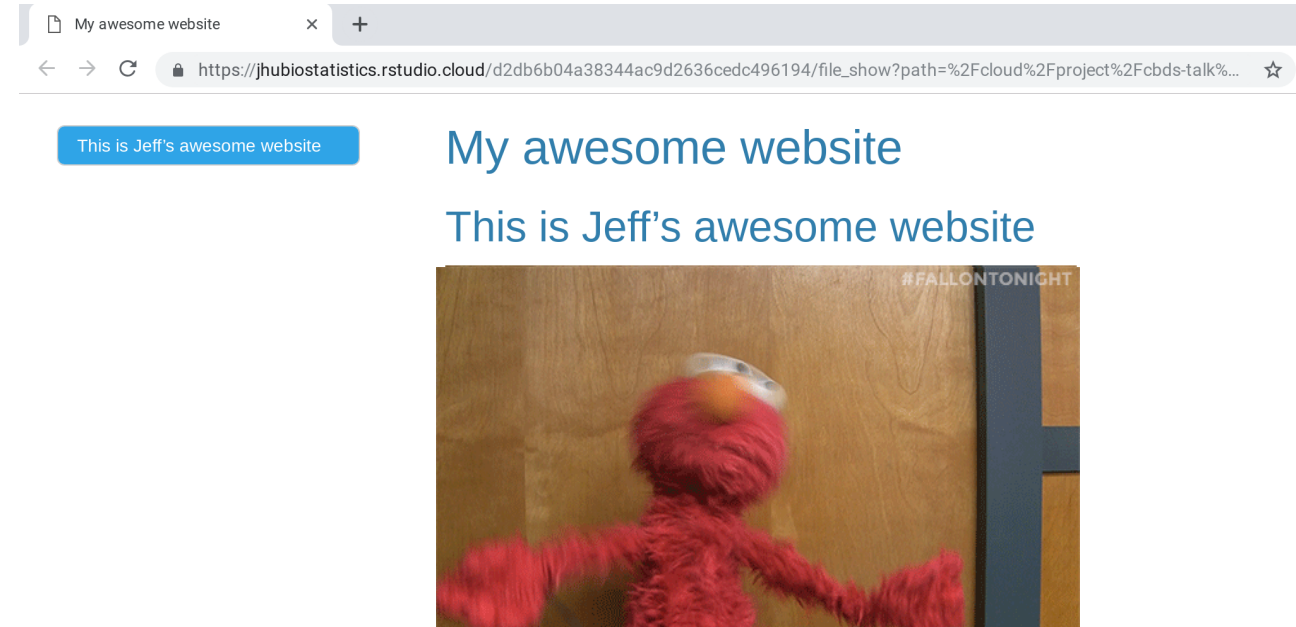 My awesome website
https://jhubiostatistics.rstudio.cloud/d2db6b04a38344ac9d2636cedc496194/file_show?path=%2Fcloud%2Fproject%2Fcbds-talk%…
This is Jeff’s awesome website
My awesome website
This is Jeff’s awesome website
#FALLONTONIGHT